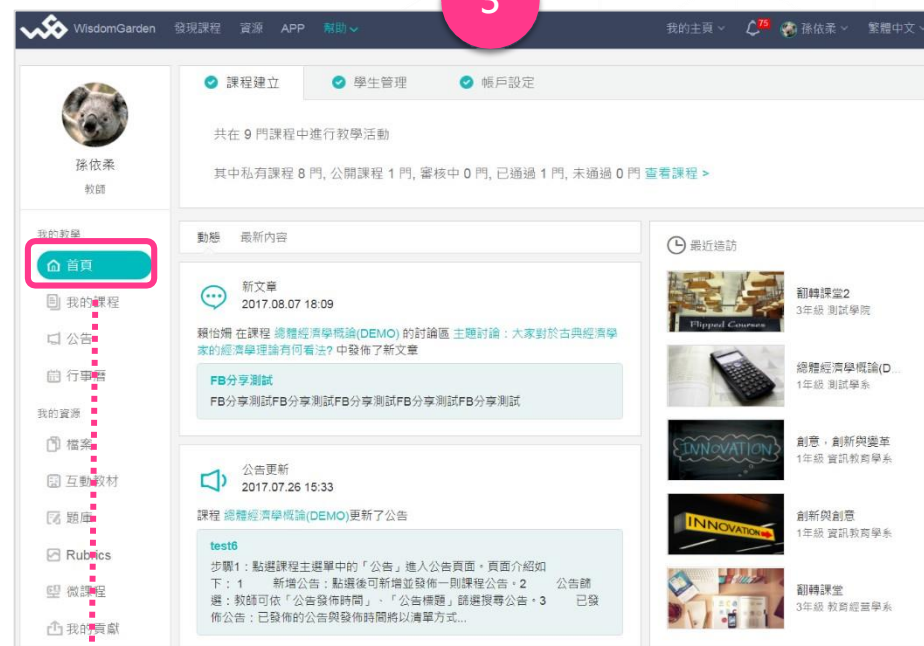 3
WisdomGarden 發現課程 資源 APP 幫助 我的主頁 75 孫依柔 繁體中文
孫依柔
教師
我的教學
首頁
我的課程
公告
行事曆
我的資源
檔案
互動教材
題庫
Rubrics
微課程
我的貢獻
課程建立 學生管理 帳戶設定
共在 9 門課程中進行教學活動
其中私有課程 8 門, 公開課程 1 門, 審核中 0 門, 已通過 1 門, 未通過 0 門 查看課程 >
動態 最新內容
新文章
2017.08.07 18:09
賴怡姍 在課程 總體經濟學概論(DEMO) 的討論區 主題討論：大家對於古典經濟學
家的經濟學理論有何看法? 中發佈了新文章
FB分享測試
FB分享測試FB分享測試FB分享測試FB分享測試FB分享測試
公告更新
2017.07.26 15:33
課程 總體經濟學概論(DEMO)更新了公告
test6
步驟1：點選課程主選單中的「公告」進入公告頁面。頁面介紹如
下： 1 新增公告：點選後可新增並發佈一則課程公告。2 公告篩
選：教師可依「公告發佈時間」、「公告標題」篩選搜尋公告。3 已發
佈公告：已發佈的公告與發佈時間將以清單方式...
最近造訪
Flipped Courses
翻轉課堂2
3年級 測試學院
總體經濟學概論(D...
1年級 測試學系
INNOVATION
創意，創新與變革
1年級 資訊教育學系
INNOVATION
創新與創意
1年級 資訊教育學系
翻轉課堂
3年級 教育經營學系